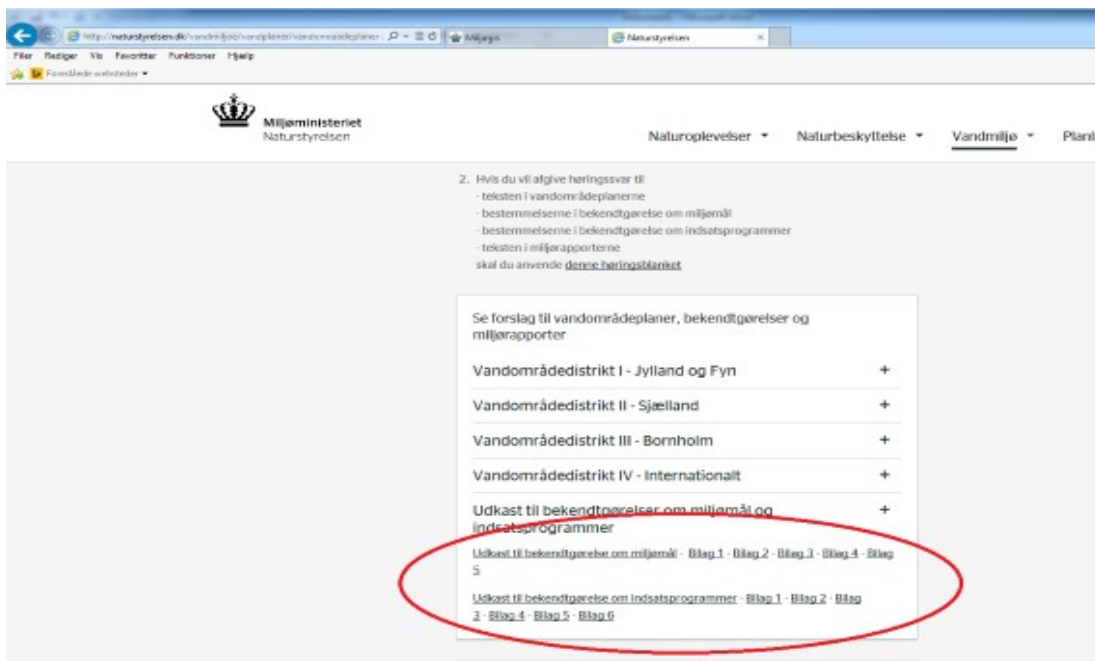 http://naturstyrelsen.dk/vandmiljoe/vandplaner/vandomraadeplaner
Miljøgis
Naturstyrelsen
Filer Rediger Vis Favoritter Funktioner Hjælp
Foreslåede websteder
Miljøministeriet
Naturstyrelsen
Naturoplevelser
Naturbeskyttelse
Vandmiljø
2. Hvis du vil afgive høringssvar til
- teksten i vandområdeplanerne
- bestemmelserne i bekendtgørelse om miljømål
- bestemmelserne i bekendtgørelse om indsatsprogrammer
- teksten i miljørapporterne
skal du anvende denne høringsblanket
Se forslag til vandområdeplaner, bekendtgørelser og
miljørapporter
Vandområdedistrikt I - Jylland og Fyn +
Vandområdedistrikt II - Sjælland +
Vandområdedistrikt III - Bornholm +
Vandområdedistrikt IV - Internationalt +
Udkast til bekendtgørelser om miljømål og +
indsatsprogrammer
Udkast til bekendtgørelse om miljømål - Bilag 1 - Bilag 2 - Bilag 3 - Bilag 4 - Bilag
5
Udkast til bekendtgørelse om indsatsprogrammer - Bilag 1 - Bilag 2 - Bilag
3 - Bilag 4 - Bilag 5 - Bilag 6